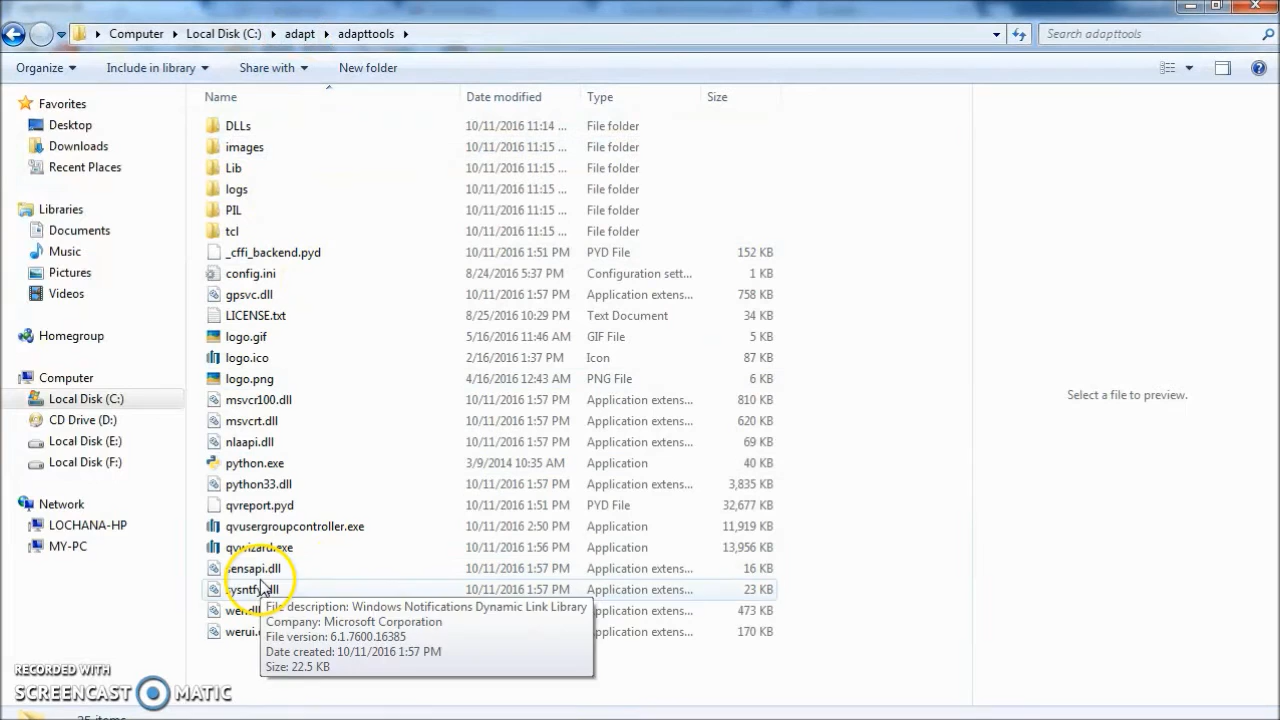 Computer Local Disk (C:) adapt adapttools Search adapttools
Organize Include in library Share with New folder
Name Date modified Type Size
Favorites
Desktop
Downloads
Recent Places
Libraries
Documents
Music
Pictures
Videos
Homegroup
Computer
Local Disk (C:)
CD Drive (D:)
Local Disk (E:)
Local Disk (F:)
Network
LOCHANA-HP
MY-PC
DLLs 10/11/2016 11:14 ... File folder
images 10/11/2016 11:15 ... File folder
Lib 10/11/2016 11:15 ... File folder
logs 10/11/2016 11:15 ... File folder
PIL 10/11/2016 11:15 ... File folder
tcl 10/11/2016 11:15 ... File folder
_cffi_backend.pyd 10/11/2016 1:51 PM PYD File 152 KB
config.ini 8/24/2016 5:37 PM Configuration sett... 1 KB
gpsvc.dll 10/11/2016 1:57 PM Application extens... 758 KB
LICENSE.txt 8/25/2016 10:29 PM Text Document 34 KB
logo.gif 5/16/2016 11:46 AM GIF File 5 KB
logo.ico 2/16/2016 1:37 PM Icon 87 KB
logo.png 4/16/2016 12:43 AM PNG File 6 KB
msvcr100.dll 10/11/2016 1:57 PM Application extens... 810 KB
msvcrt.dll 10/11/2016 1:57 PM Application extens... 620 KB
nlaapi.dll 10/11/2016 1:57 PM Application extens... 69 KB
python.exe 3/9/2014 10:35 AM Application 40 KB
python33.dll 10/11/2016 1:57 PM Application extens... 3,835 KB
qvreport.pyd 10/11/2016 1:51 PM PYD File 32,677 KB
qvusergroupcontroller.exe 10/11/2016 2:50 PM Application 11,919 KB
qvwizard.exe 10/11/2016 1:56 PM Application 13,956 KB
sensapi.dll 10/11/2016 1:57 PM Application extens... 16 KB
10/11/2016 1:57 PM Application extens... 23 KB
473 KB
170 KB
File description: Windows Notifications Dynamic Link Library
Company: Microsoft Corporation
File version: 6.1.7600.16385
Date created: 10/11/2016 1:57 PM
Size: 22.5 KB
Select a file to preview.
RECORDED WITH
SCREENCAST MATIC